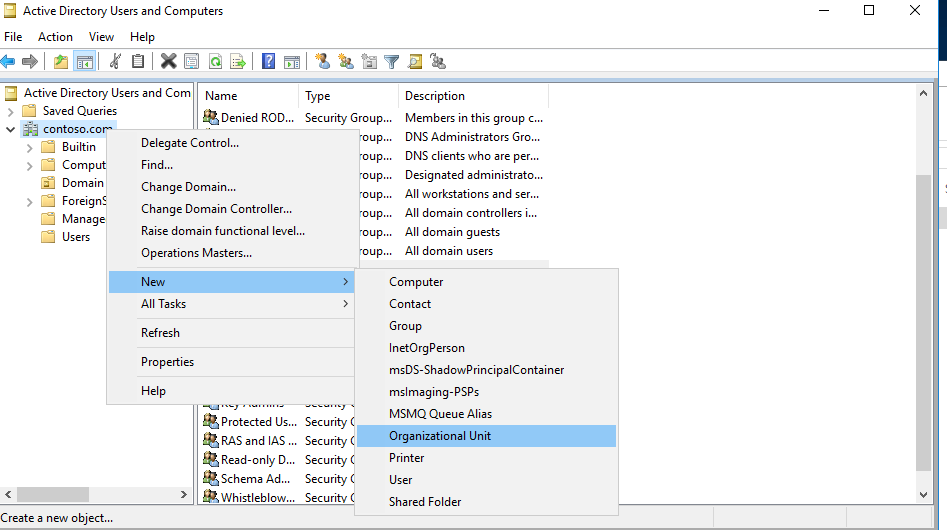 Active Directory Users and Computers
File Action View Help
Active Directory Users and Com
Saved Queries
contoso.com
Builtin
Comput
Domain
ForeignS
Manage
Users
Name Type Description
Denied ROD... Security Group... Members in this group c...
roup... DNS Administrators Gro...
roup... DNS clients who are per...
roup... Designated administrato...
roup... All workstations and ser...
roup... All domain controllers i...
roup... All domain guests
roup... All domain users
Delegate Control...
Find...
Change Domain...
Change Domain Controller...
Raise domain functional level...
Operations Masters...
New
All Tasks
Refresh
Properties
Help
Computer
Contact
Group
InetOrgPerson
msDS-ShadowPrincipalContainer
msImaging-PSPs
MSMQ Queue Alias
Organizational Unit
Printer
User
Shared Folder
Key Admins Security G
Protected Us... Security G
RAS and IAS ... Security G
Read-only D... Security G
Schema Ad... Security G
Whistleblow... Security G
Create a new object...